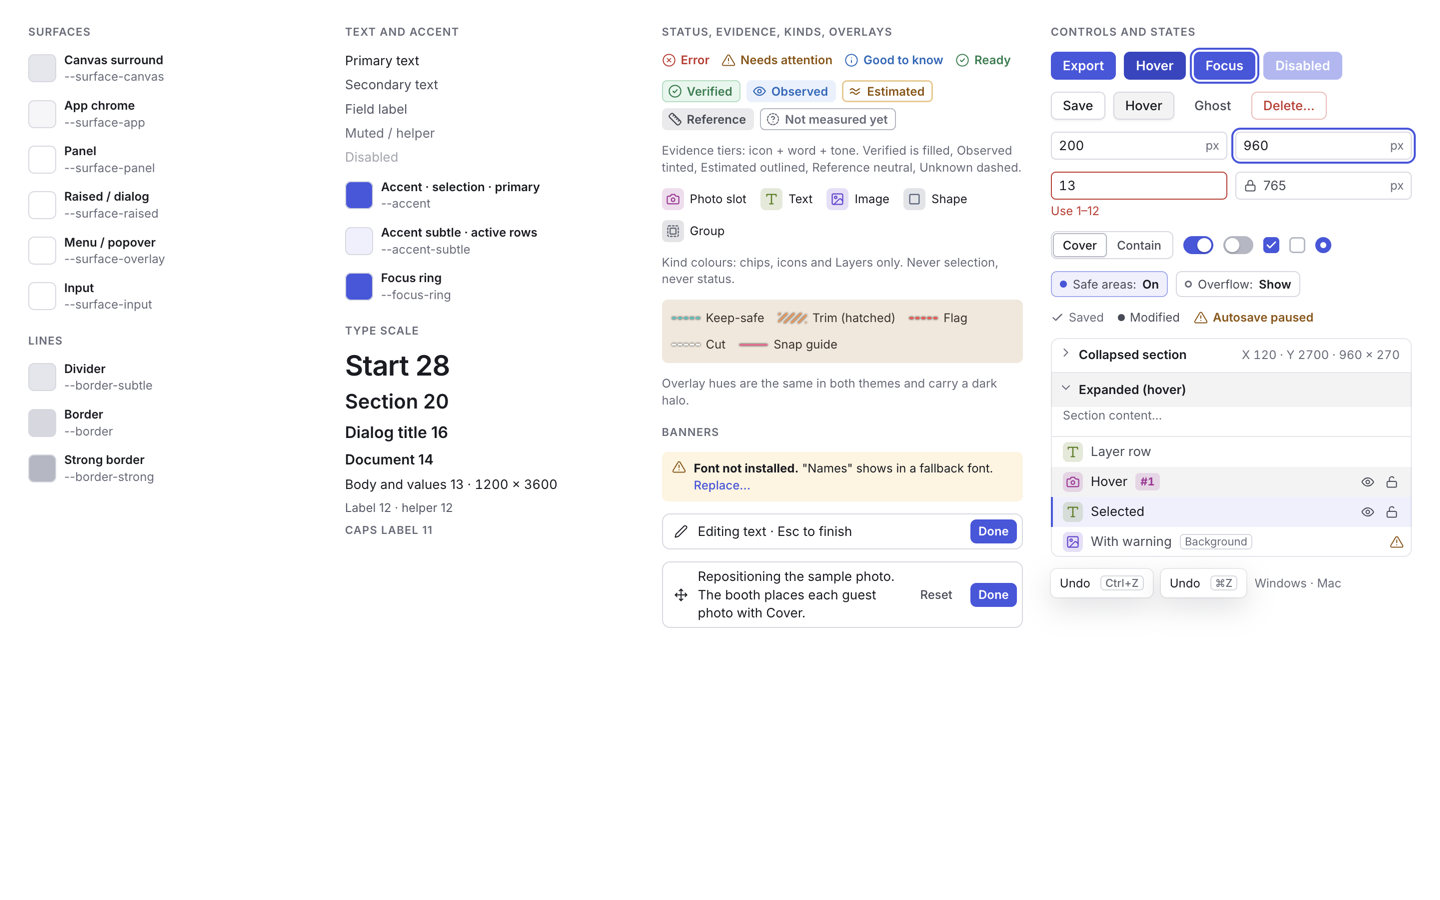 SURFACES
Canvas surround
--surface-canvas
App chrome
--surface-app
Panel
--surface-panel
Raised / dialog
--surface-raised
Menu / popover
--surface-overlay
Input
--surface-input
LINES
Divider
--border-subtle
Border
--border
Strong border
--border-strong
TEXT AND ACCENT
Primary text
Secondary text
Field label
Muted / helper
Disabled
Accent · selection · primary
--accent
Accent subtle · active rows
--accent-subtle
Focus ring
--focus-ring
TYPE SCALE
Start 28
Section 20
Dialog title 16
Document 14
Body and values 13 · 1200 × 3600
Label 12 · helper 12
CAPS LABEL 11
STATUS, EVIDENCE, KINDS, OVERLAYS
Error Needs attention Good to know Ready
Verified Observed Estimated
Reference Not measured yet
Evidence tiers: icon + word + tone. Verified is filled, Observed
tinted, Estimated outlined, Reference neutral, Unknown dashed.
Photo slot Text Image Shape
Group
Kind colours: chips, icons and Layers only. Never selection,
never status.
Keep-safe Trim (hatched) Flag
Cut Snap guide
Overlay hues are the same in both themes and carry a dark
halo.
BANNERS
Font not installed. "Names" shows in a fallback font.
Replace...
Editing text · Esc to finish Done
Repositioning the sample photo.
The booth places each guest
photo with Cover.
Reset Done
CONTROLS AND STATES
Export Hover Focus Disabled
Save Hover Ghost Delete...
200 px 960 px
13 765 px
Use 1–12
Cover Contain
Safe areas: On Overflow: Show
Saved Modified Autosave paused
Collapsed section X 120 · Y 2700 · 960 × 270
Expanded (hover)
Section content...
Layer row
Hover #1
Selected
With warning Background
Undo Ctrl+Z Undo ⌘Z Windows · Mac